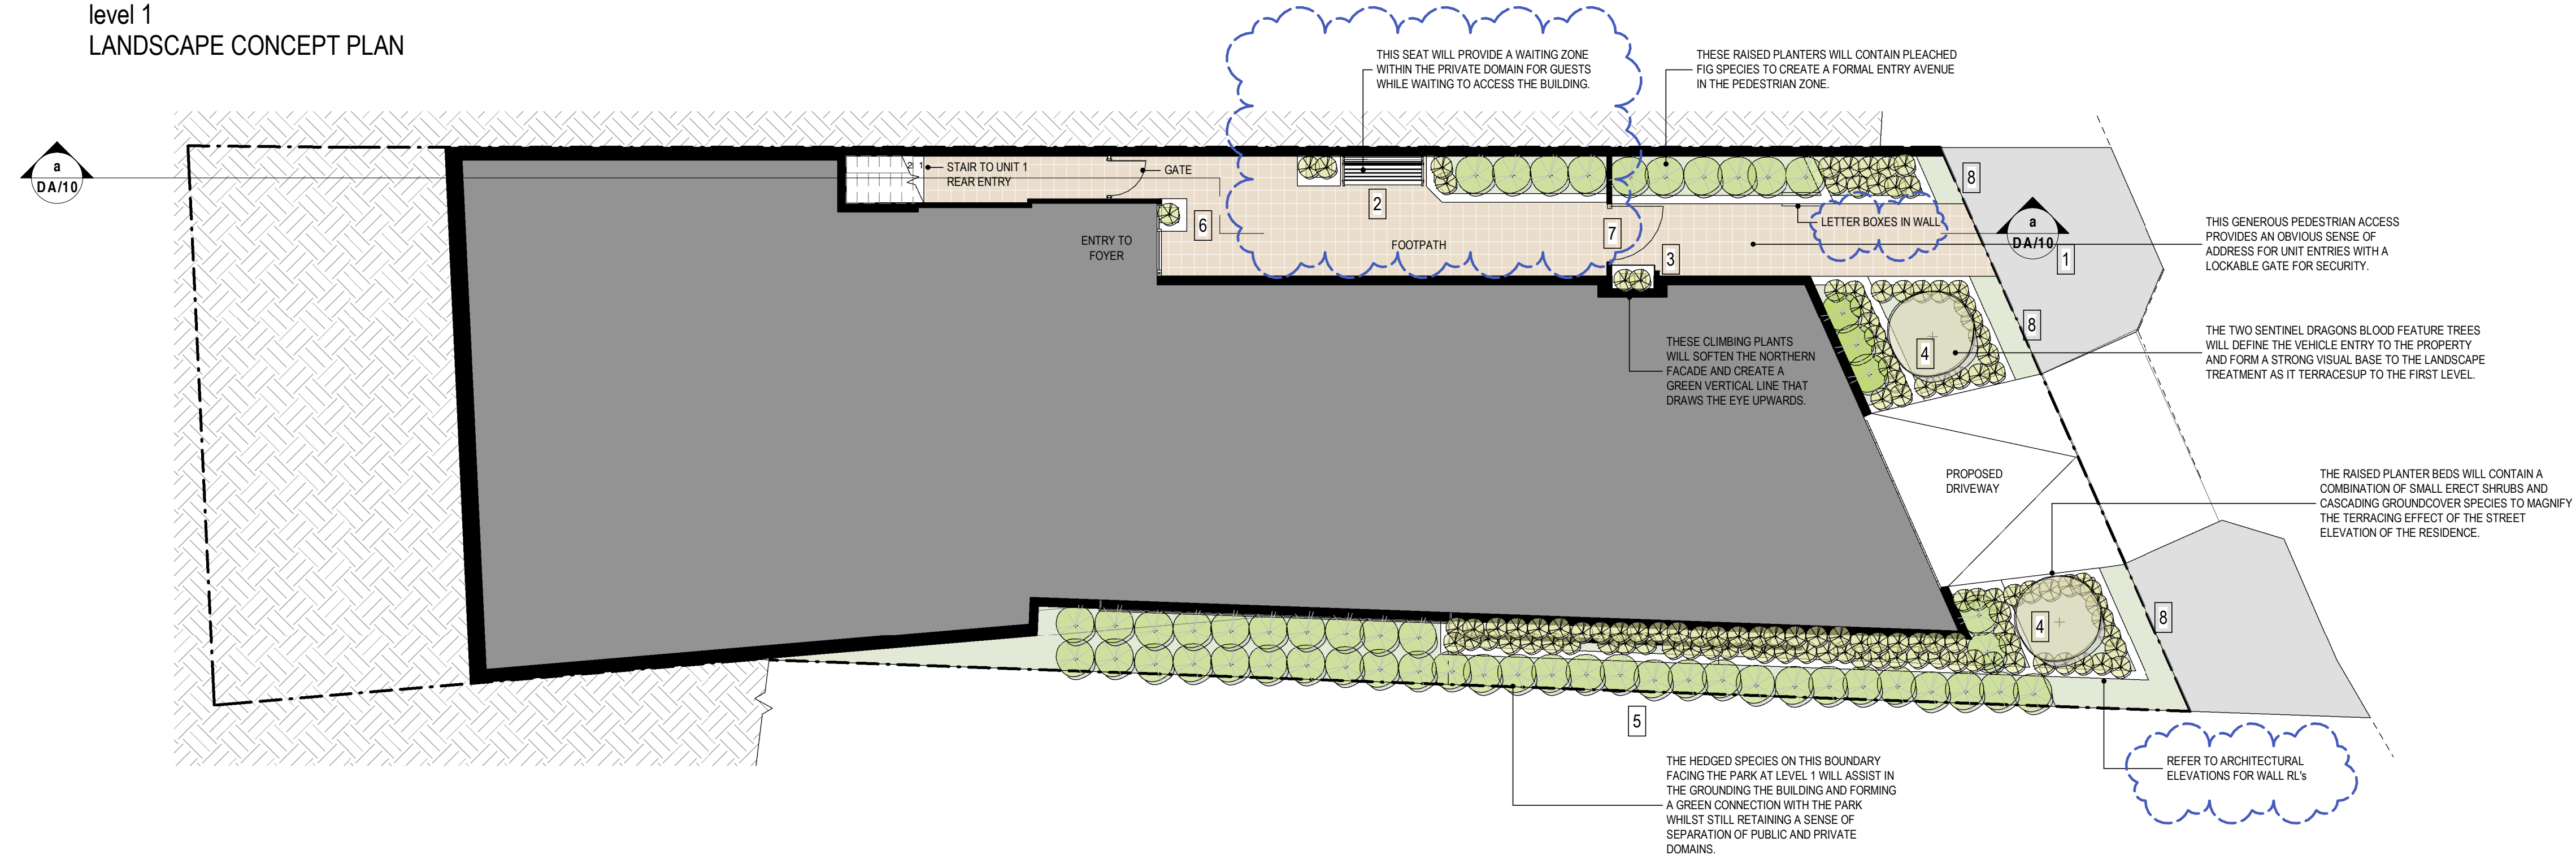 level 1
LANDSCAPE CONCEPT PLAN
THIS SEAT WILL PROVIDE A WAITING ZONE
WITHIN THE PRIVATE DOMAIN FOR GUESTS
WHILE WAITING TO ACCESS THE BUILDING.
THESE RAISED PLANTERS WILL CONTAIN PLEACHED
FIG SPECIES TO CREATE A FORMAL ENTRY AVENUE
IN THE PEDESTRIAN ZONE.
a
DA/10
2 1
STAIR TO UNIT 1
REAR ENTRY
GATE
2
8
6
7
LETTER BOXES IN WALL
a
DA/10
ENTRY TO
FOYER
FOOTPATH
3
1
THIS GENEROUS PEDESTRIAN ACCESS
PROVIDES AN OBVIOUS SENSE OF
ADDRESS FOR UNIT ENTRIES WITH A
LOCKABLE GATE FOR SECURITY.
8
4
THESE CLIMBING PLANTS
WILL SOFTEN THE NORTHERN
FACADE AND CREATE A
GREEN VERTICAL LINE THAT
DRAWS THE EYE UPWARDS.
THE TWO SENTINEL DRAGONS BLOOD FEATURE TREES
WILL DEFINE THE VEHICLE ENTRY TO THE PROPERTY
AND FORM A STRONG VISUAL BASE TO THE LANDSCAPE
TREATMENT AS IT TERRACESUP TO THE FIRST LEVEL.
PROPOSED
DRIVEWAY
THE RAISED PLANTER BEDS WILL CONTAIN A
COMBINATION OF SMALL ERECT SHRUBS AND
CASCADING GROUNDCOVER SPECIES TO MAGNIFY
THE TERRACING EFFECT OF THE STREET
ELEVATION OF THE RESIDENCE.
4
8
5
THE HEDGED SPECIES ON THIS BOUNDARY
FACING THE PARK AT LEVEL 1 WILL ASSIST IN
THE GROUNDING THE BUILDING AND FORMING
A GREEN CONNECTION WITH THE PARK
WHILST STILL RETAINING A SENSE OF
SEPARATION OF PUBLIC AND PRIVATE
DOMAINS.
REFER TO ARCHITECTURAL
ELEVATIONS FOR WALL RL's